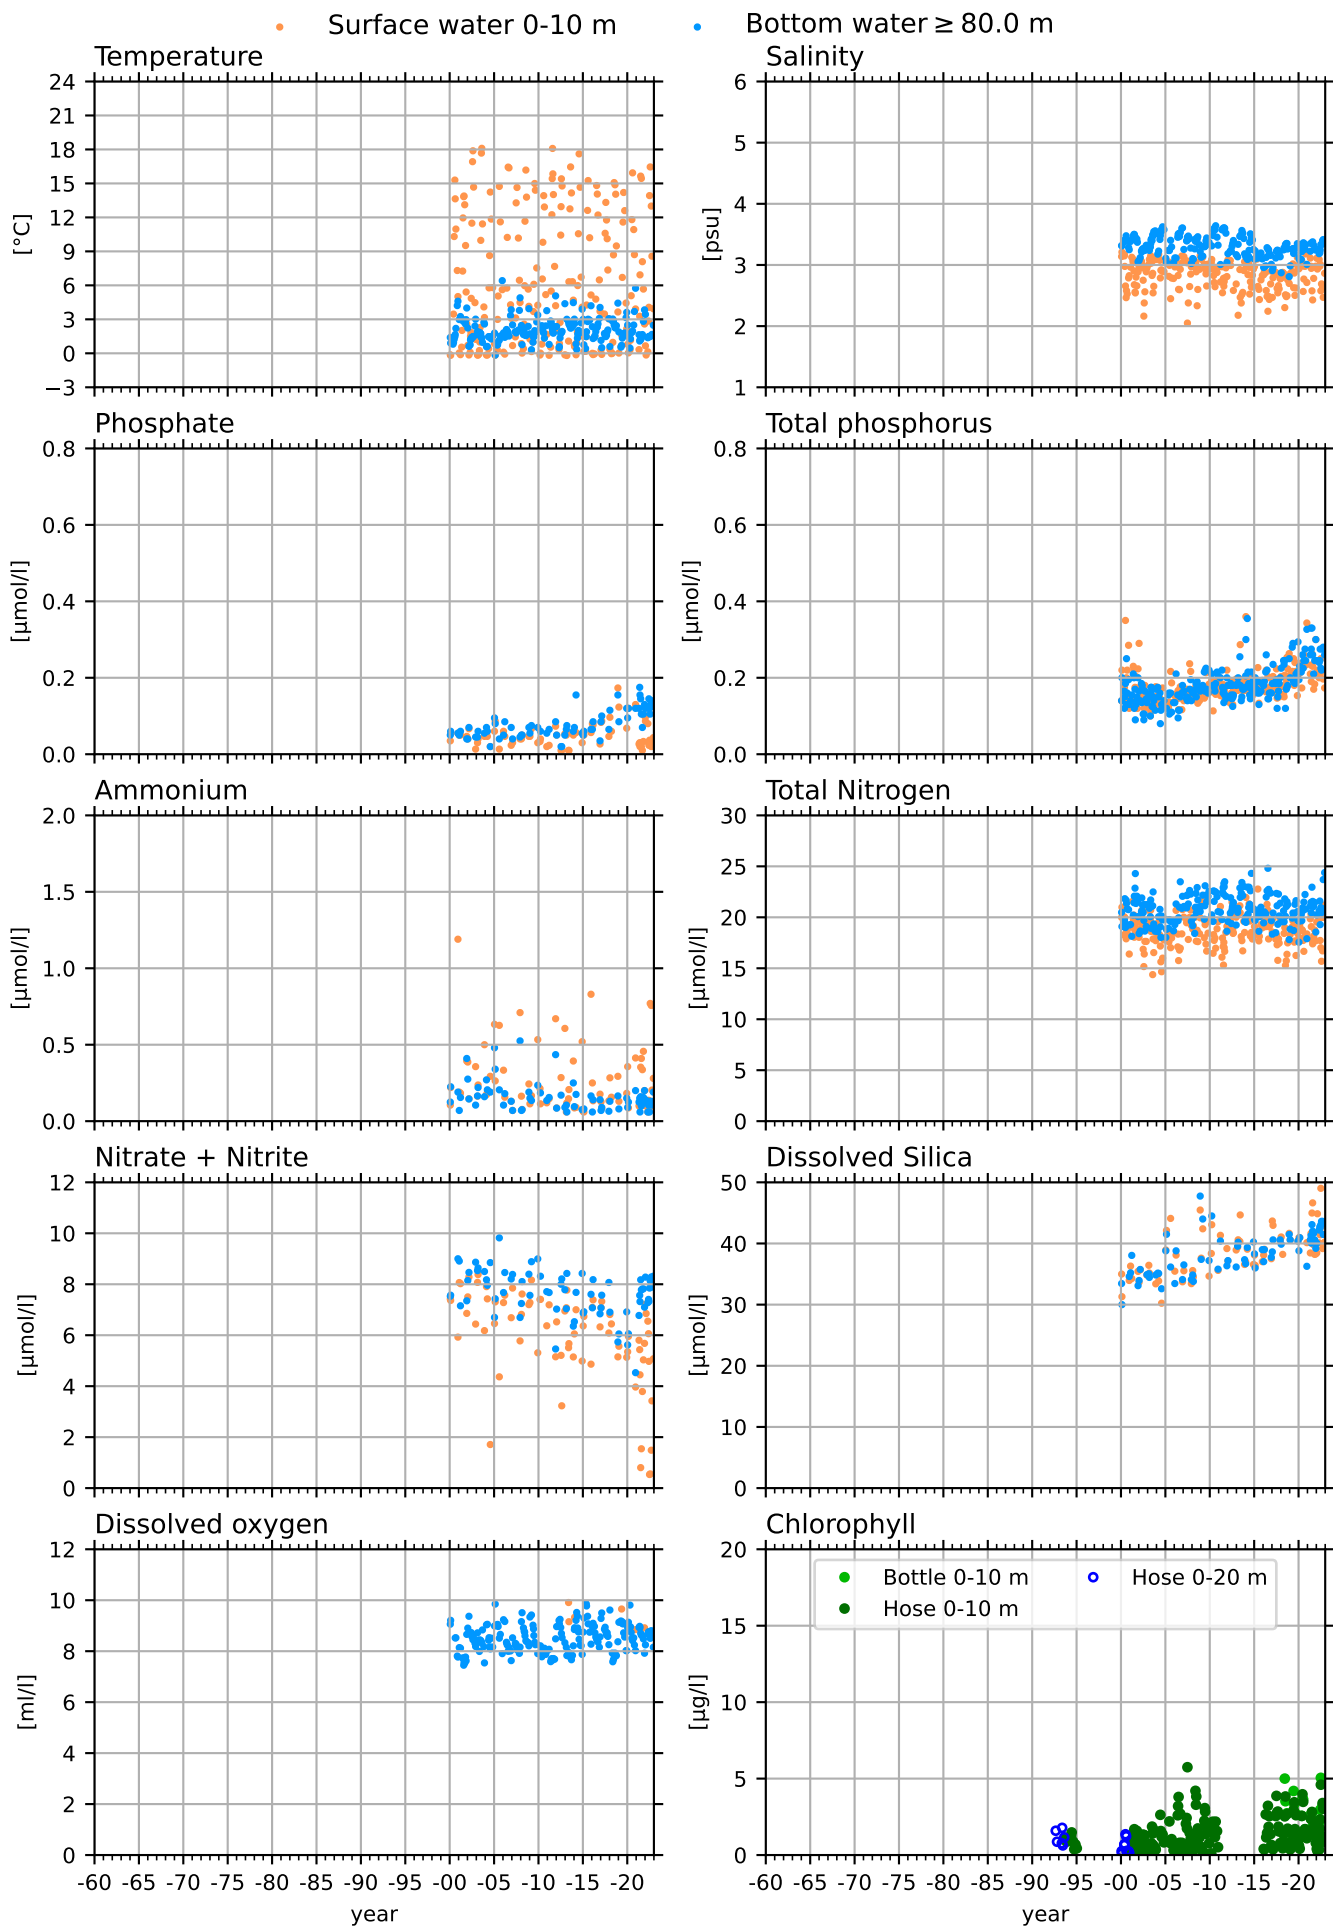 Surface water 0-10 m Bottom water ≥ 80.0 m
Temperature
24
21
18
15
12
9
6
3
0
−3
[°C]
Salinity
6
5
4
3
2
1
[psu]
Phosphate
0.8
0.6
0.4
0.2
0.0
[µmol/l]
Total phosphorus
0.8
0.6
0.4
0.2
0.0
[µmol/l]
Ammonium
2.0
1.5
1.0
0.5
0.0
[µmol/l]
Total Nitrogen
30
25
20
15
10
5
0
[µmol/l]
Nitrate + Nitrite
12
10
8
6
4
2
0
[µmol/l]
Dissolved Silica
50
40
30
20
10
0
[µmol/l]
Dissolved oxygen
12
10
8
6
4
2
0
[ml/l]
-60 -65 -70 -75 -80 -85 -90 -95 -00 -05 -10 -15 -20
year
Chlorophyll
Bottle 0-10 m Hose 0-20 m
Hose 0-10 m
20
15
10
5
0
[µg/l]
-60 -65 -70 -75 -80 -85 -90 -95 -00 -05 -10 -15 -20
year